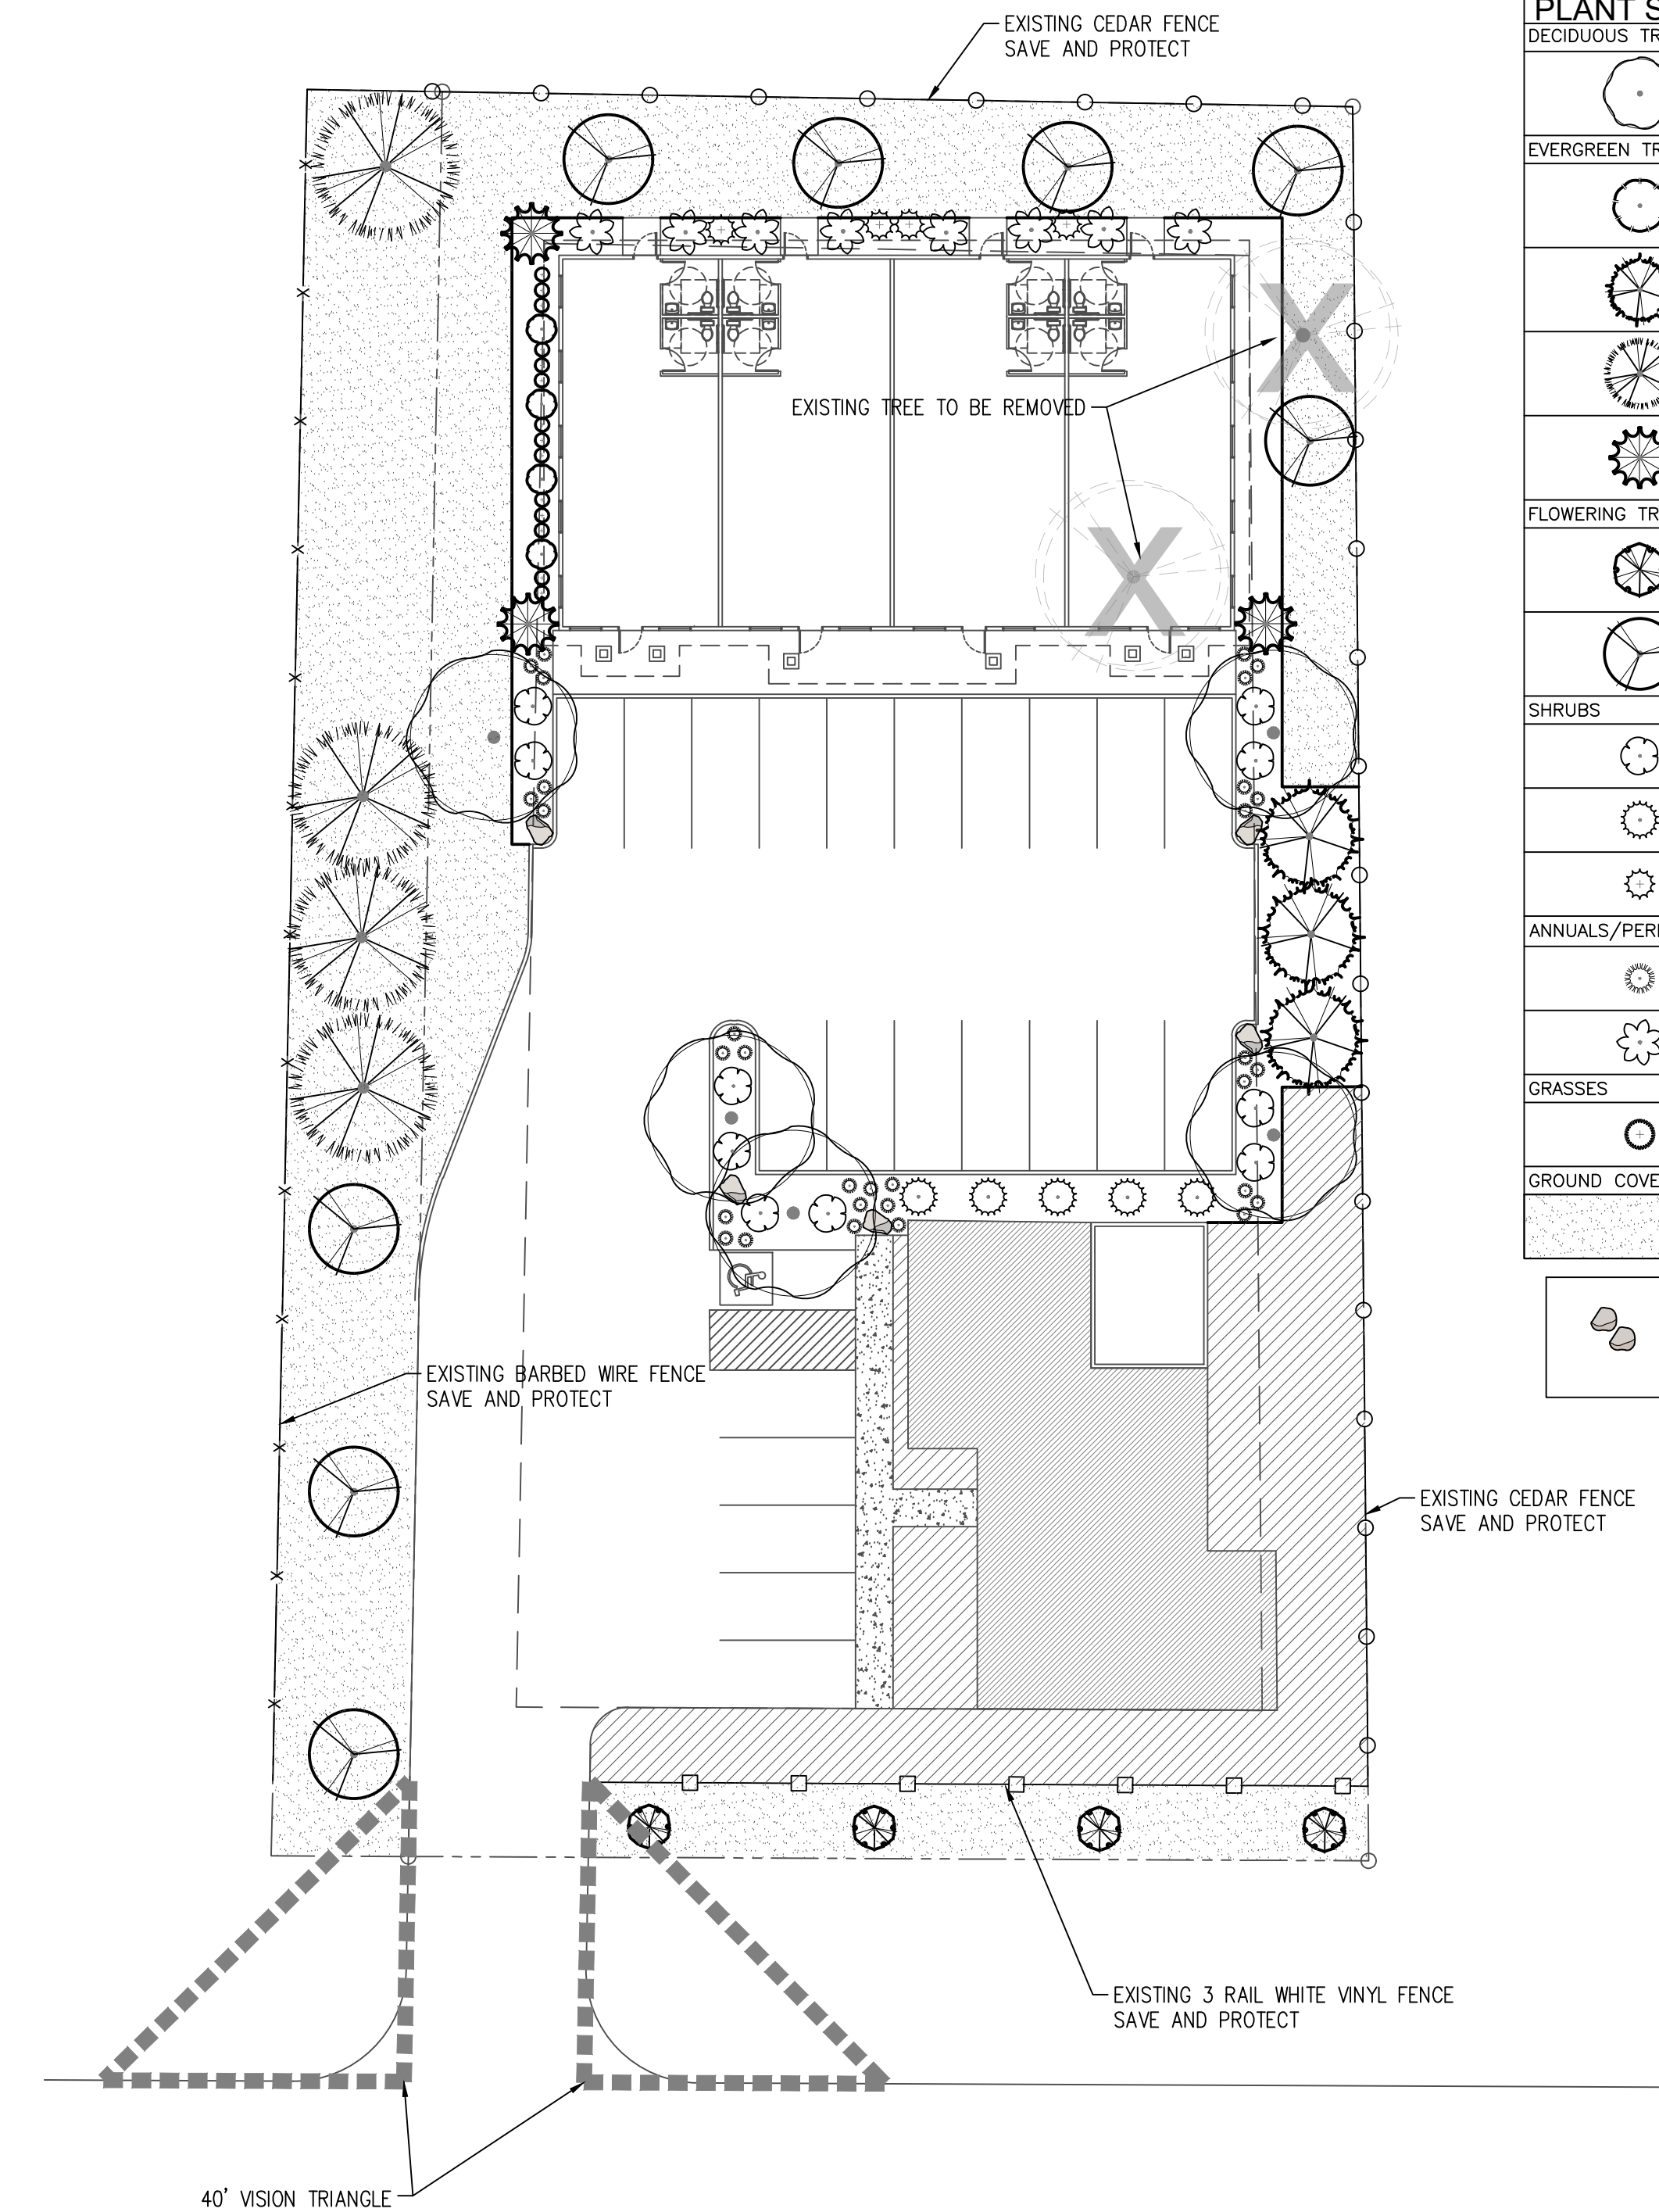 EXISTING CEDAR FENCE
SAVE AND PROTECT
EXISTING TREE TO BE REMOVED
X
X
EXISTING BARBED WIRE FENCE
SAVE AND PROTECT
EXISTING CEDAR FENCE
SAVE AND PROTECT
EXISTING 3 RAIL WHITE VINYL FENCE
SAVE AND PROTECT
40' VISION TRIANGLE
PLANT S
DECIDUOUS TR
EVERGREEN TR
FLOWERING TR
SHRUBS
ANNUALS/PER
GRASSES
GROUND COVE